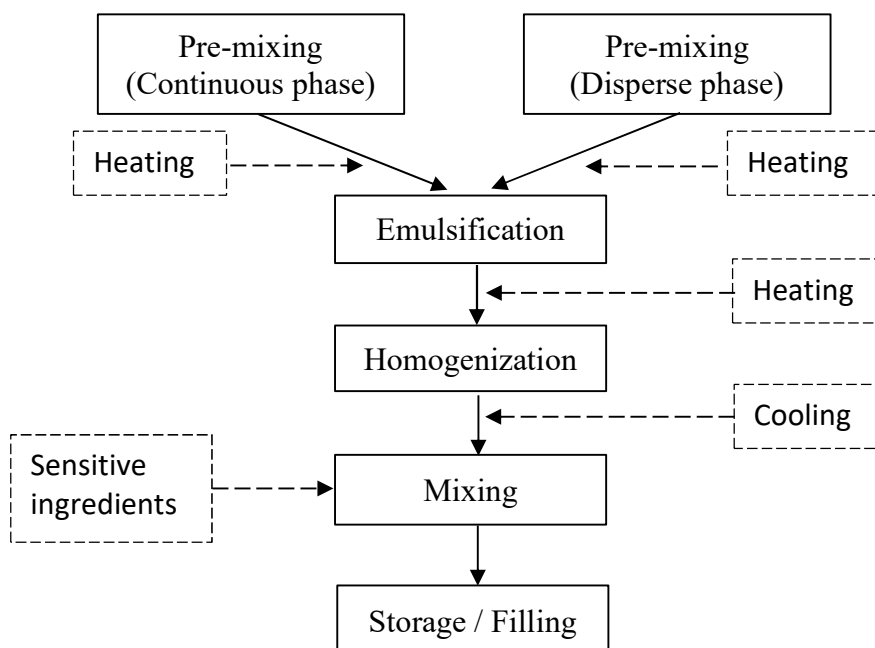 Pre-mixing
(Continuous phase)
Pre-mixing
(Disperse phase)
Heating
Heating
Emulsification
Heating
Homogenization
Cooling
Sensitive
ingredients
Mixing
Storage / Filling